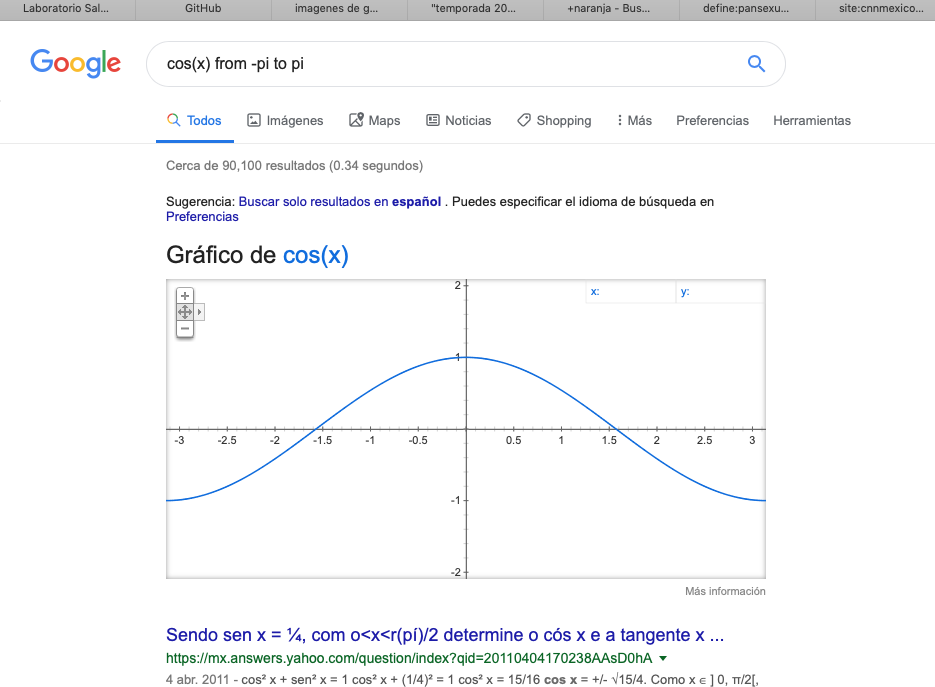 Laboratorio Sal... GitHub imagenes de g... "temporada 20... +naranja - Bus... define:pansexu... site:cnnmexico...
Google cos(x) from -pi to pi
Todos Imágenes Maps Noticias Shopping Más Preferencias Herramientas
Cerca de 90,100 resultados (0.34 segundos)
Sugerencia: Buscar solo resultados en español . Puedes especificar el idioma de búsqueda en
Preferencias
Gráfico de cos(x)
2 x: y:
1
-3 -2.5 -2 -1.5 -1 -0.5 0.5 1 1.5 2 2.5 3
-1
-2
Más información
Sendo sen x = ¼, com o<x<r(pí)/2 determine o cós x e a tangente x ...
https://mx.answers.yahoo.com/question/index?qid=20110404170238AAsD0hA
4 abr. 2011 - cos² x + sen² x = 1 cos² x + (1/4)² = 1 cos² x = 15/16 cos x = +/- √15/4. Como x ∈ ] 0, π/2[,